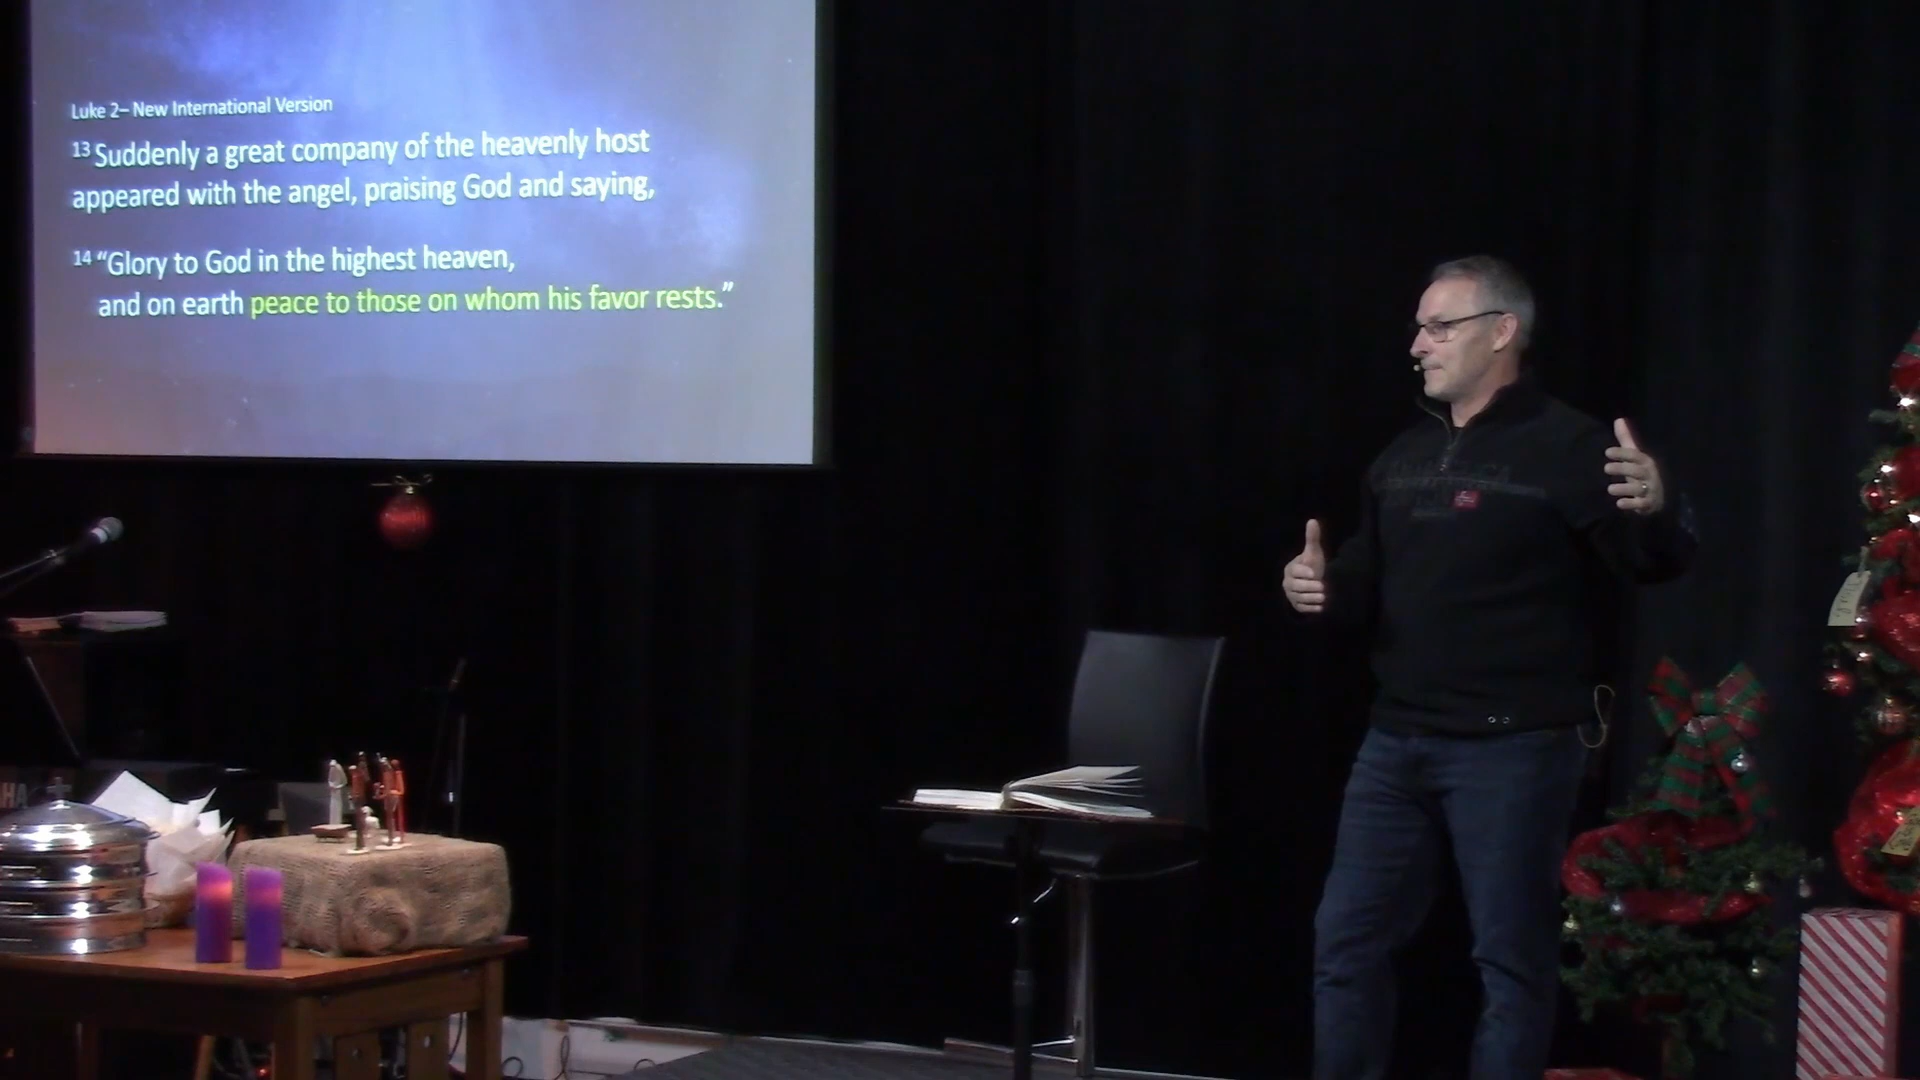 Luke 2– New International Version
13 Suddenly a great company of the heavenly host
appeared with the angel, praising God and saying,
14 “Glory to God in the highest heaven,
and on earth peace to those on whom his favor rests.”